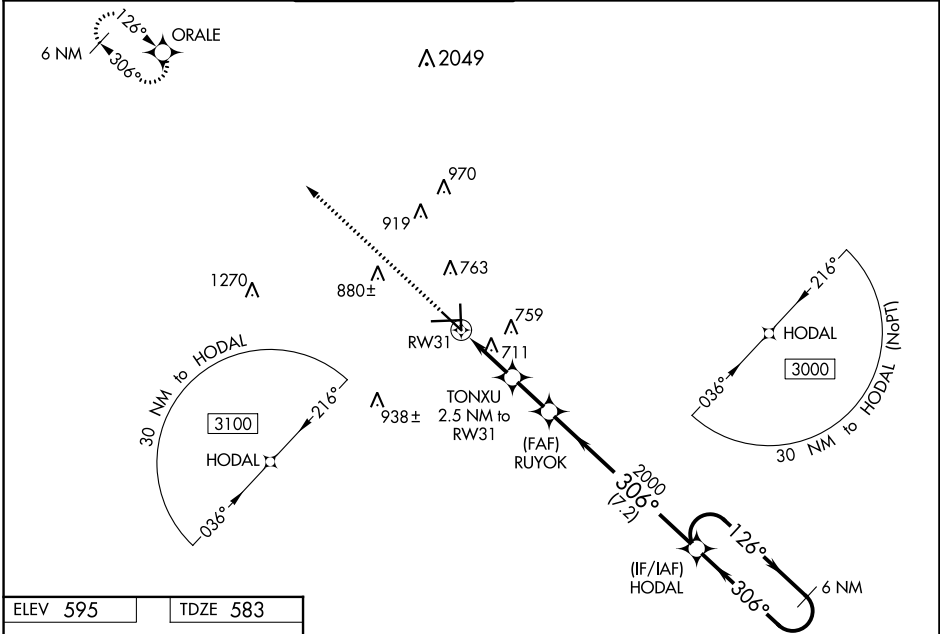 126°
ORALE
6 NM
306°
2049
970
919
763
1270
880±
216°
HODAL
3000
036°
30 NM to HODAL (NoPT)
759
RW31
711
TONXU
2.5 NM to
RW31
30 NM to HODAL
216°
3100
HODAL
036°
938±
(FAF)
RUYOK
2000
306°
(7.2)
126°
(IF/IAF)
HODAL
306°
6 NM
ELEV 595
TDZE 583